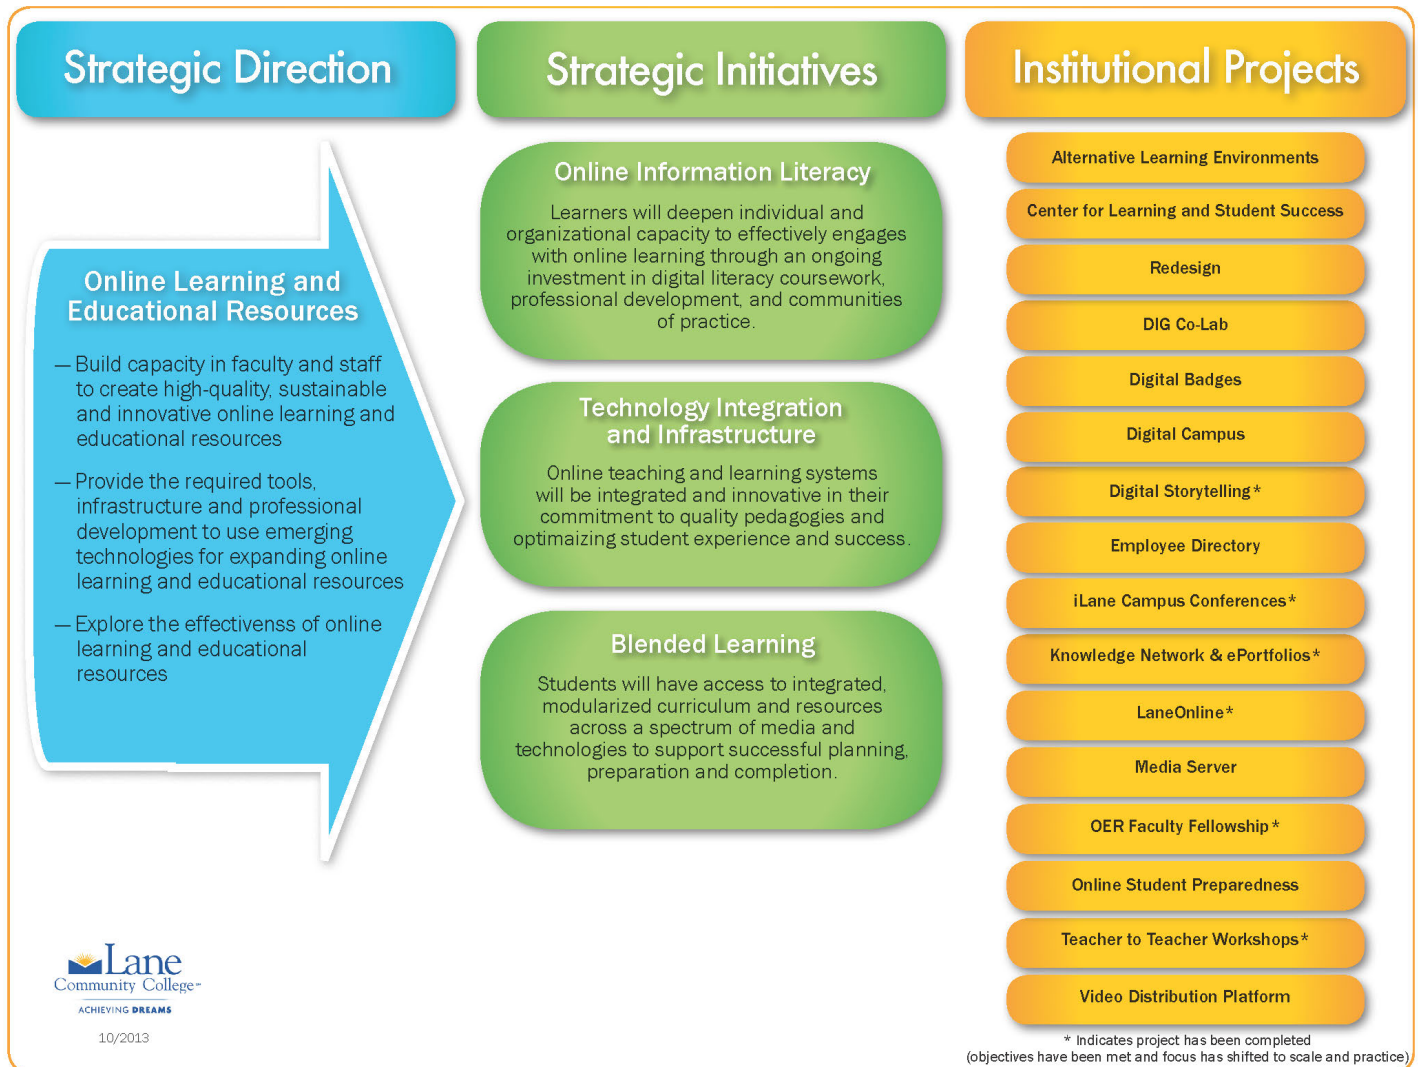 Strategic Direction
Online Learning and
Educational Resources
— Build capacity in faculty and staff
to create high-quality, sustainable
and innovative online learning and
educational resources
— Provide the required tools,
infrastructure and professional
development to use emerging
technologies for expanding online
learning and educational resources
— Explore the effectivenss of online
learning and educational
resources
Strategic Initiatives
Online Information Literacy
Learners will deepen individual and
organizational capacity to effectively engages
with online learning through an ongoing
investment in digital literacy coursework,
professional development, and communities
of practice.
Technology Integration
and Infrastructure
Online teaching and learning systems
will be integrated and innovative in their
commitment to quality pedagogies and
optimaizing student experience and success.
Blended Learning
Students will have access to integrated,
modularized curriculum and resources
across a spectrum of media and
technologies to support successful planning,
preparation and completion.
Institutional Projects
Alternative Learning Environments
Center for Learning and Student Success
Redesign
DIG Co-Lab
Digital Badges
Digital Campus
Digital Storytelling*
Employee Directory
iLane Campus Conferences*
Knowledge Network & ePortfolios*
LaneOnline*
Media Server
OER Faculty Fellowship*
Online Student Preparedness
Teacher to Teacher Workshops*
Video Distribution Platform
* Indicates project has been completed
(objectives have been met and focus has shifted to scale and practice)
Lane
Community College
ACHIEVING DREAMS
10/2013